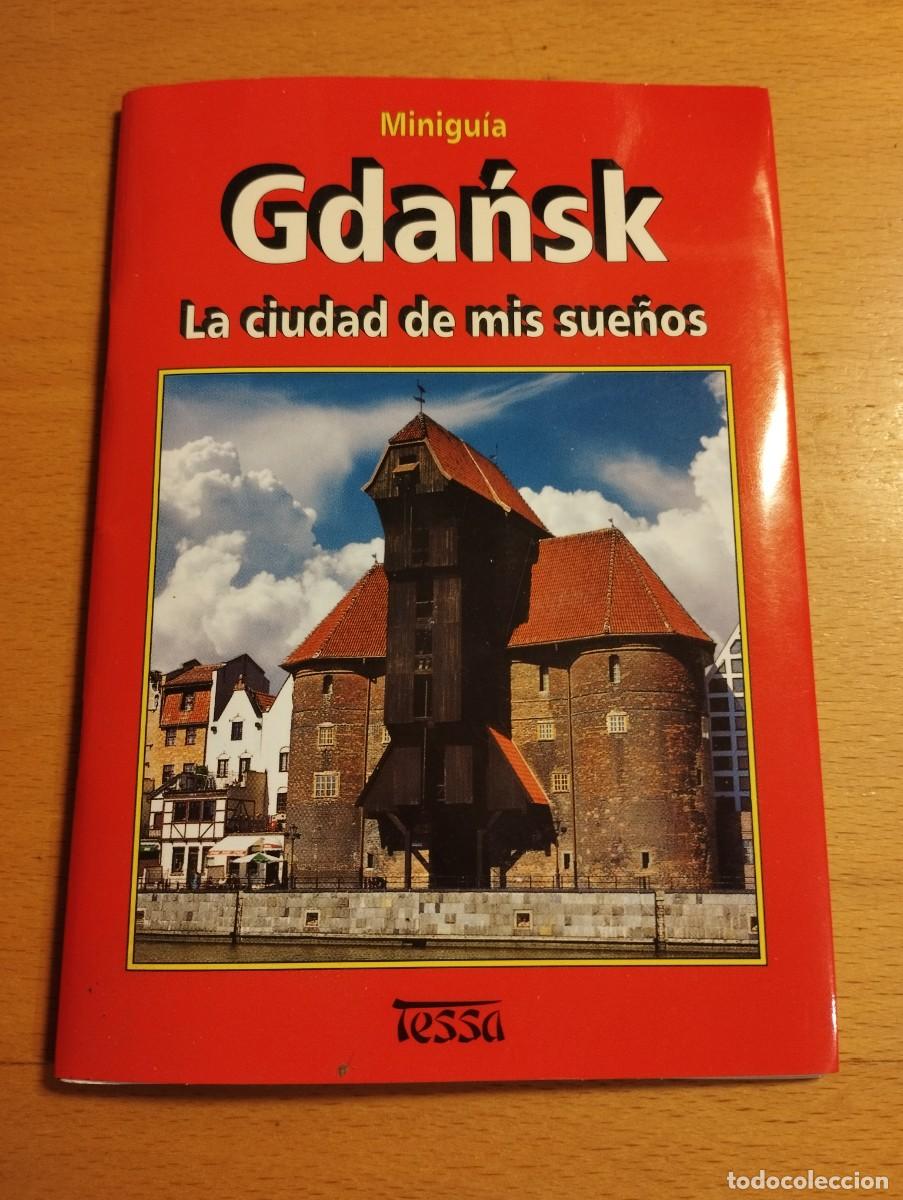 Miniguía
Gdańsk
La ciudad de mis sueños
Tessa
todocoleccion